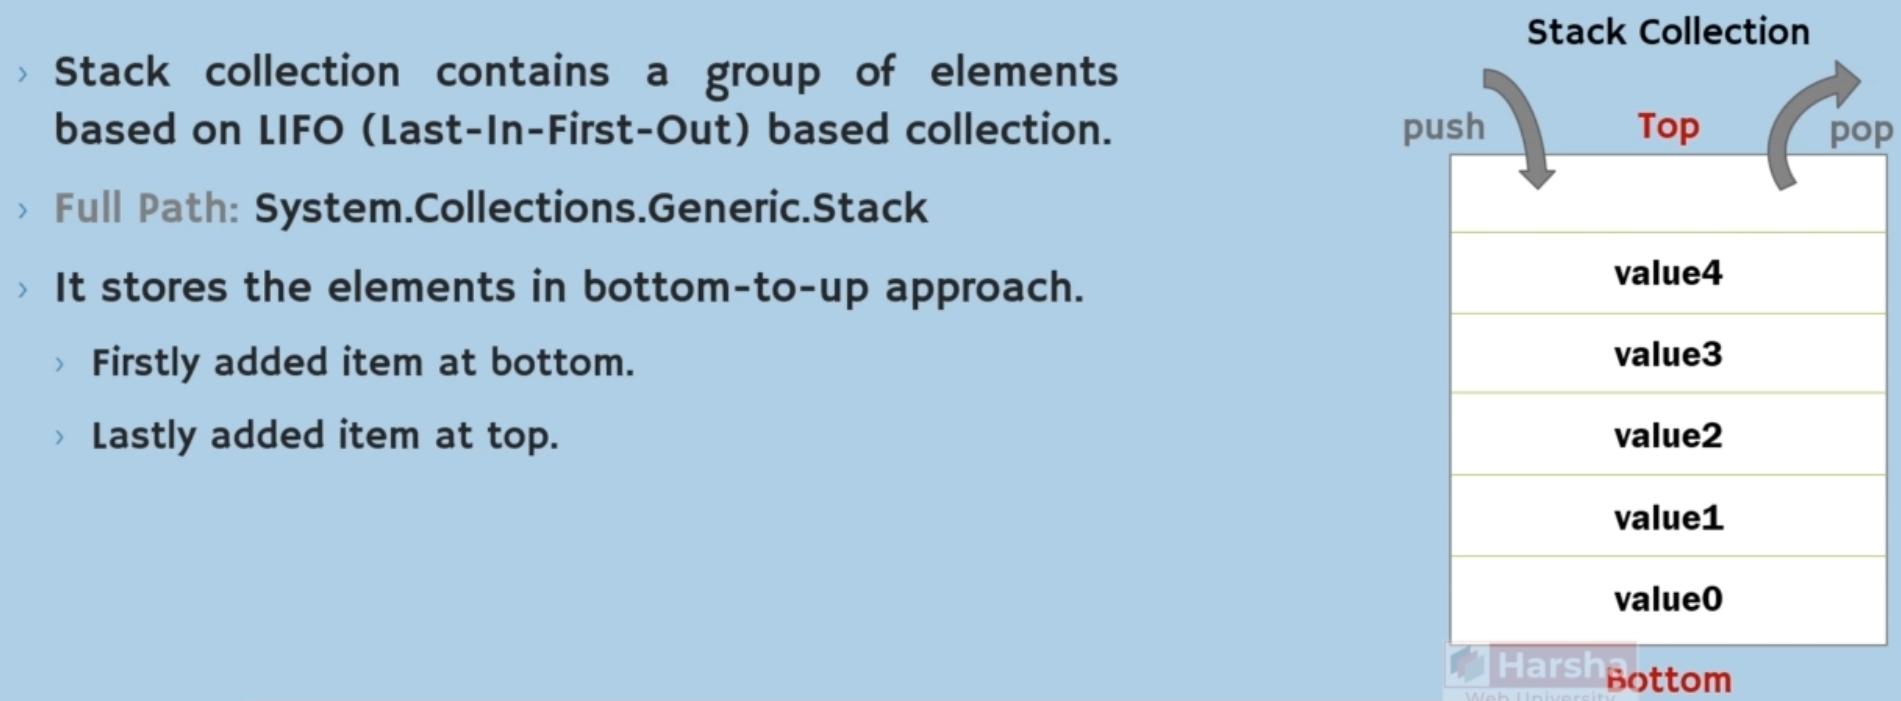 Stack collection contains a group of elements
based on LIFO (Last-In-First-Out) based collection.
Full Path: System.Collections.Generic.Stack
It stores the elements in bottom-to-up approach.
Firstly added item at bottom.
Lastly added item at top.
Stack Collection
push
Top
pop
value4
value3
value2
value1
value0
Harsha
Web University
Bottom